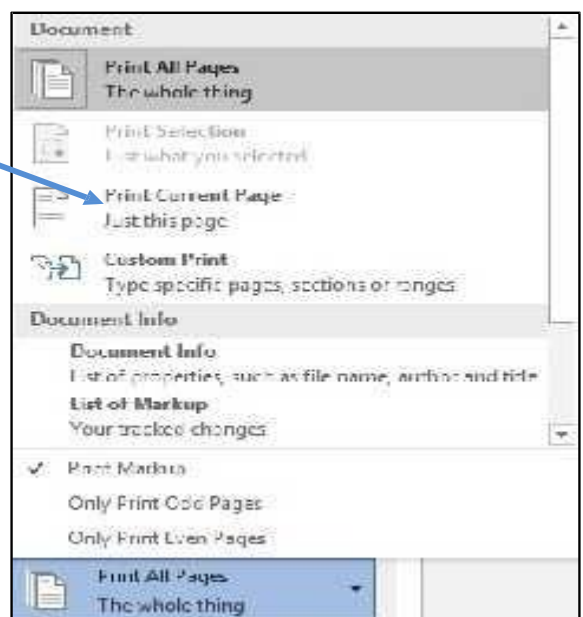 Document
Print All Pages
The whole thing
Print Selection
Just what you selected
Print Current Page
Just this page
Custom Print
Type specific pages, sections or ranges
Document Info
Document Info
List of properties, such as file name, author and title
List of Markup
Your tracked changes
Print Markup
Only Print Odd Pages
Only Print Even Pages
Print All Pages
The whole thing